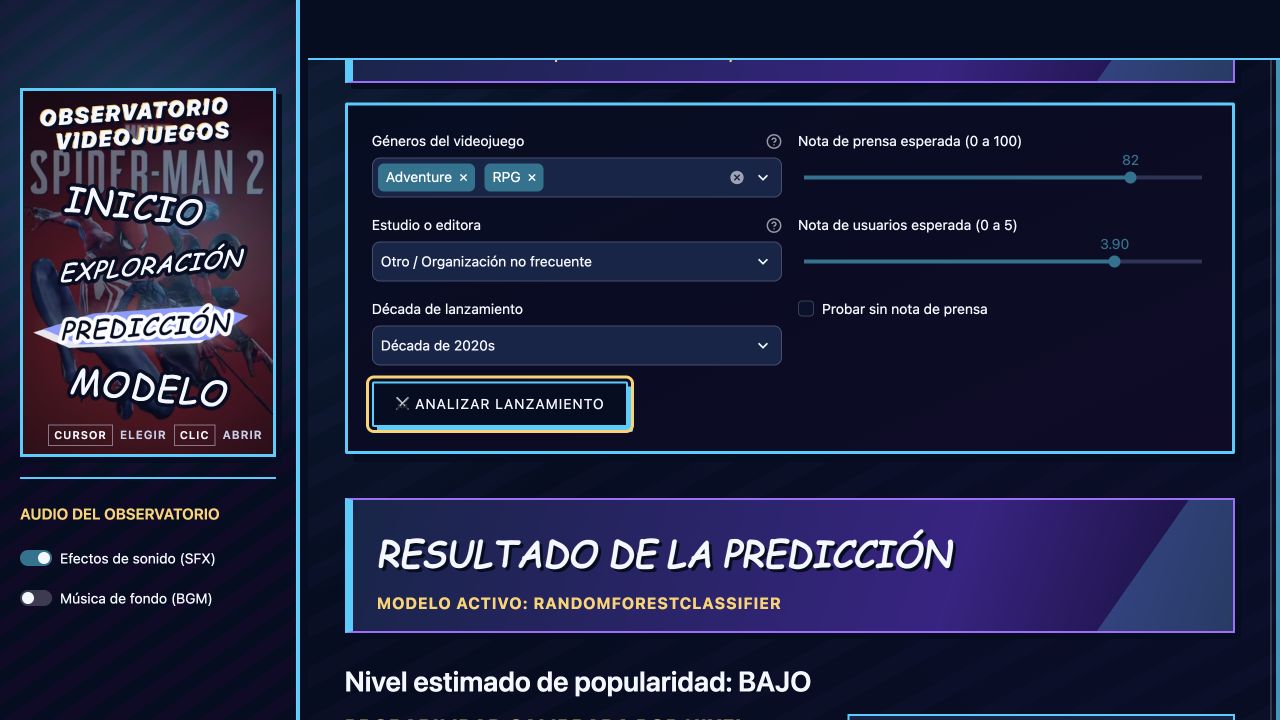 OBSERVATORIO
VIDEOJUEGOS
SPIDER-MAN 2
INICIO
EXPLORACIÓN
PREDICCIÓN
MODELO
CURSOR ELEGIR CLIC ABRIR
AUDIO DEL OBSERVATORIO
Efectos de sonido (SFX)
Música de fondo (BGM)
Géneros del videojuego
Adventure × RPG ×
Estudio o editora
Otro / Organización no frecuente
Década de lanzamiento
Década de 2020s
⚔ ANALIZAR LANZAMIENTO
Nota de prensa esperada (0 a 100)
82
Nota de usuarios esperada (0 a 5)
3.90
Probar sin nota de prensa
RESULTADO DE LA PREDICCIÓN
MODELO ACTIVO: RANDOMFORESTCLASSIFIER
Nivel estimado de popularidad: BAJO